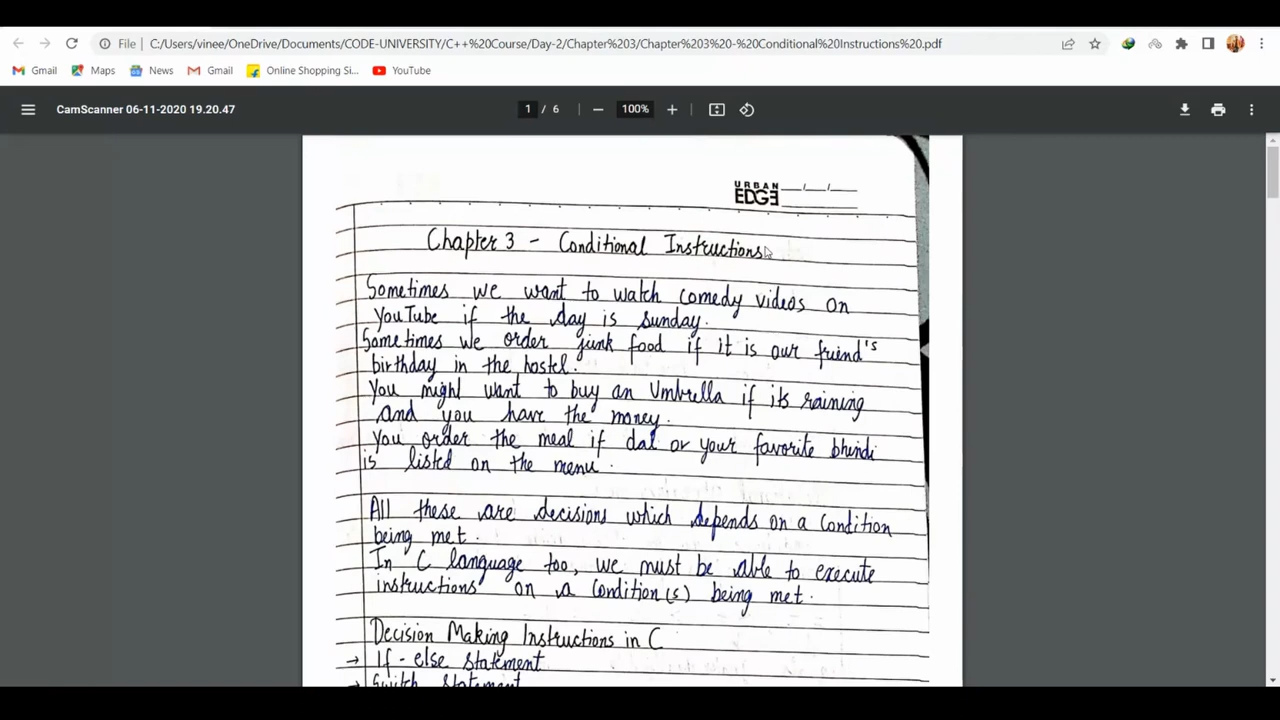 File C:/Users/vinee/OneDrive/Documents/CODE-UNIVERSITY/C++%20Course/Day-2/Chapter%203/Chapter%203%20-%20Conditional%20Instructions%20.pdf
Gmail Maps News Gmail Online Shopping Si... YouTube
CamScanner 06-11-2020 19.20.47 1 / 6 − 100% +
URBAN
EDGE
Chapter 3 - Conditional Instructions
Sometimes we want to watch comedy videos on
YouTube if the day is Sunday.
Sometimes we order junk food if it is our friend's
birthday in the hostel.
You might want to buy an Umbrella if its raining
and you have the money.
You order the meal if dal or your favorite bhindi
is listed on the menu.
All these are decisions which depends on a condition
being met.
In C language too, we must be able to execute
instructions on a Condition(s) being met.
Decision Making Instructions in C
→ If-else statement
→ Switch statement